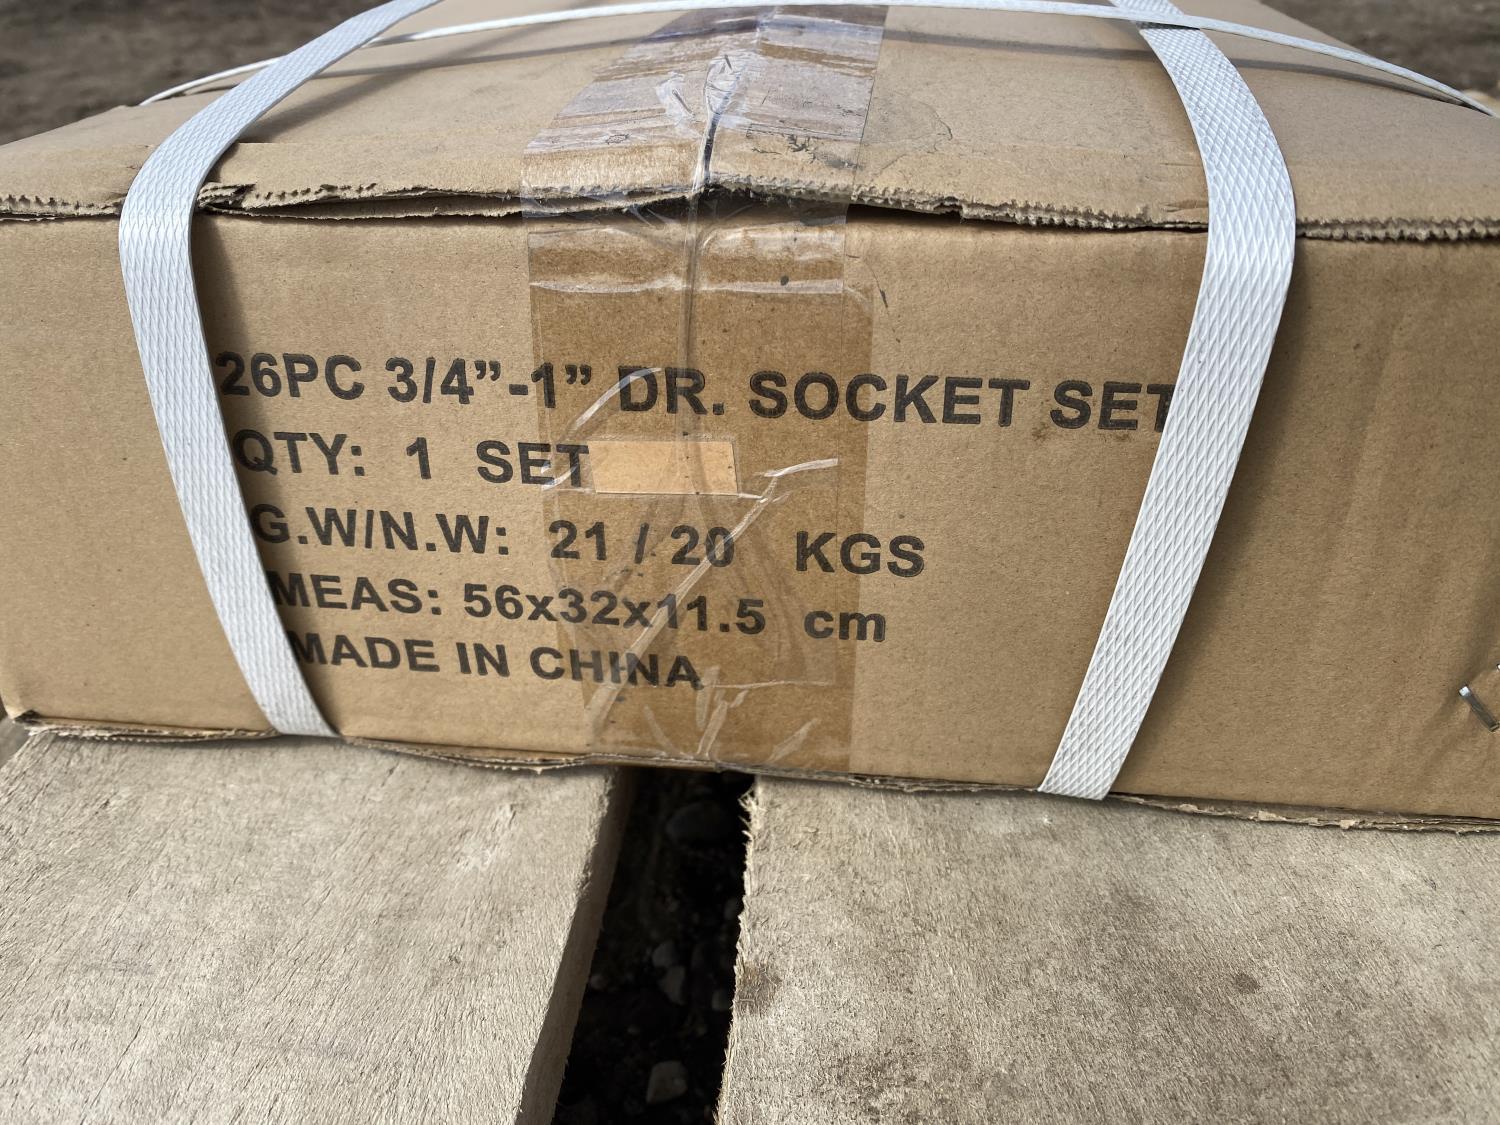 26PC 3/4”-1” DR. SOCKET SET
QTY: 1 SET
G.W/N.W: 21 / 20 KGS
MEAS: 56x32x11.5 cm
MADE IN CHINA